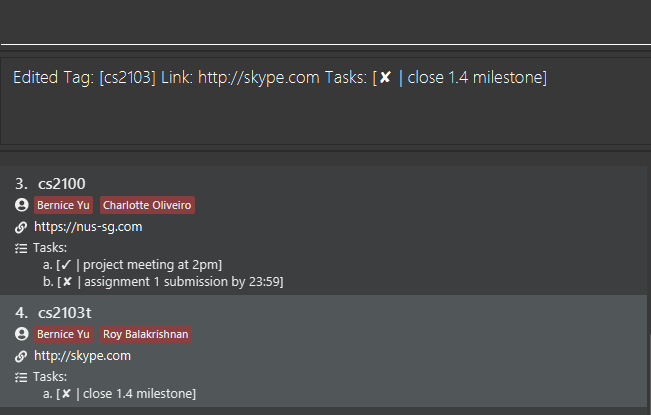 Edited Tag: [cs2103] Link: http://skype.com Tasks: [✘ | close 1.4 milestone]
3. cs2100
Bernice Yu Charlotte Oliveiro
https://nus-sg.com
Tasks:
a. [✓ | project meeting at 2pm]
b. [✘ | assignment 1 submission by 23:59]
4. cs2103t
Bernice Yu Roy Balakrishnan
http://skype.com
Tasks:
a. [✘ | close 1.4 milestone]